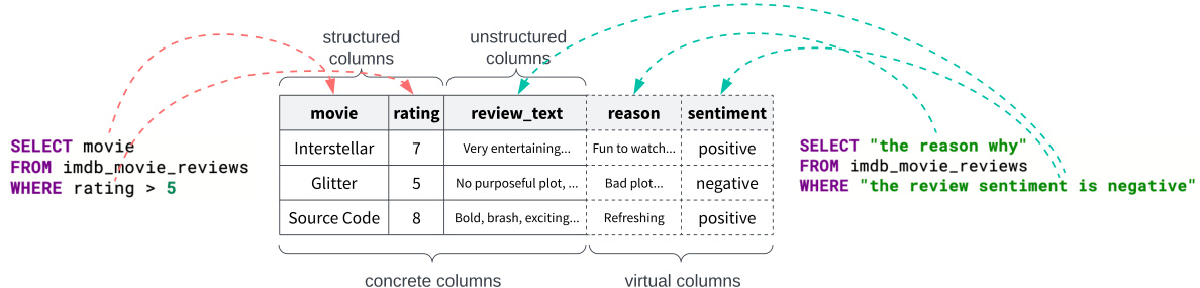 structured
columns
unstructured
columns
movie rating review_text reason sentiment
Interstellar 7 Very entertaining... Fun to watch... positive
Glitter 5 No purposeful plot, ... Bad plot... negative
Source Code 8 Bold, brash, exciting... Refreshing positive
concrete columns
virtual columns
SELECT movie
FROM imdb_movie_reviews
WHERE rating > 5
SELECT "the reason why"
FROM imdb_movie_reviews
WHERE "the review sentiment is negative"